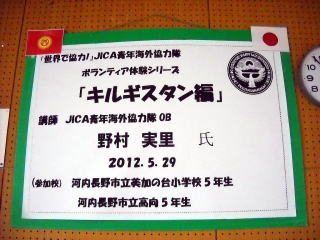 「世界で協力!」JICA青年海外協力隊
ボランティア体験シリーズ
「キルギスタン編」
講師 JICA青年海外協力隊OB
野村 実里 氏
2012.5.29
(参加校) 河内長野市立美加の台小学校5年生
河内長野市立高向5年生
8
9
10